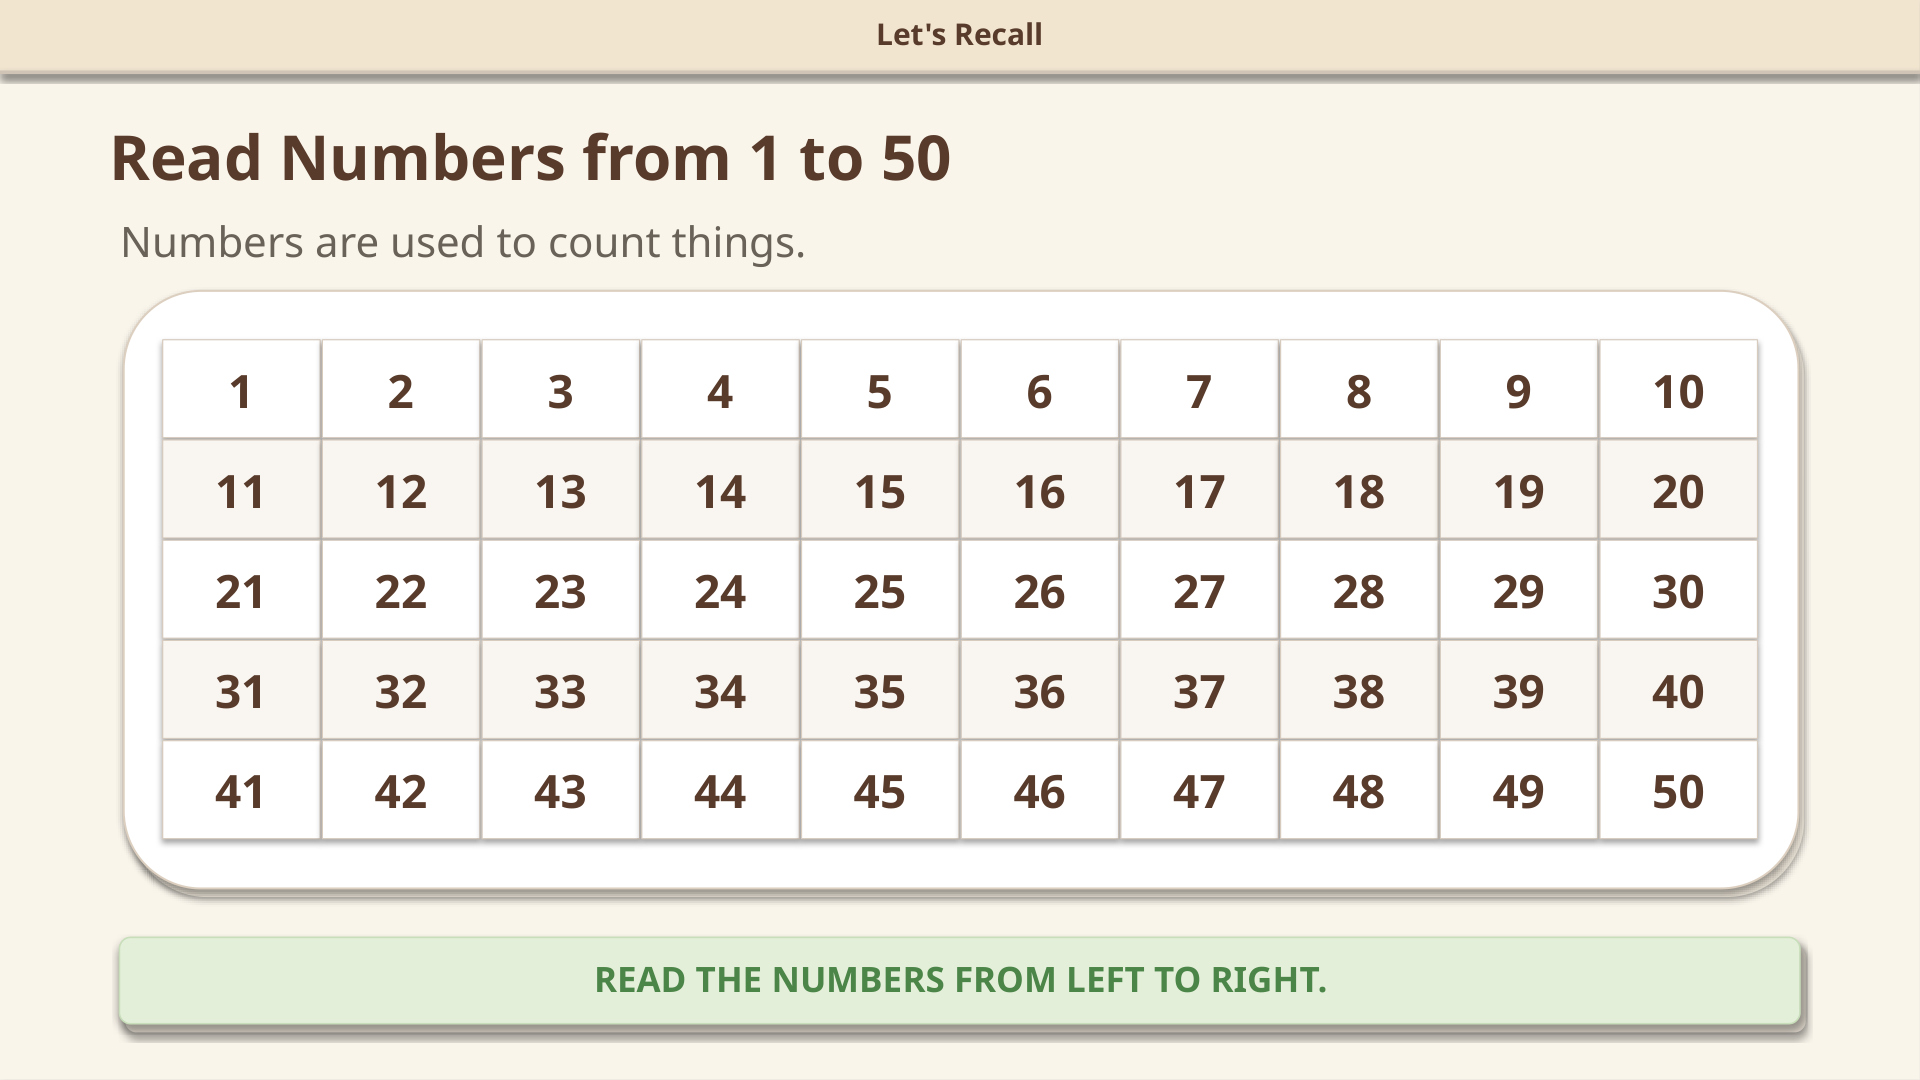 Let's Recall
Read Numbers from 1 to 50
Numbers are used to count things.
1 2 3 4 5 6 7 8 9 10
11 12 13 14 15 16 17 18 19 20
21 22 23 24 25 26 27 28 29 30
31 32 33 34 35 36 37 38 39 40
41 42 43 44 45 46 47 48 49 50
READ THE NUMBERS FROM LEFT TO RIGHT.